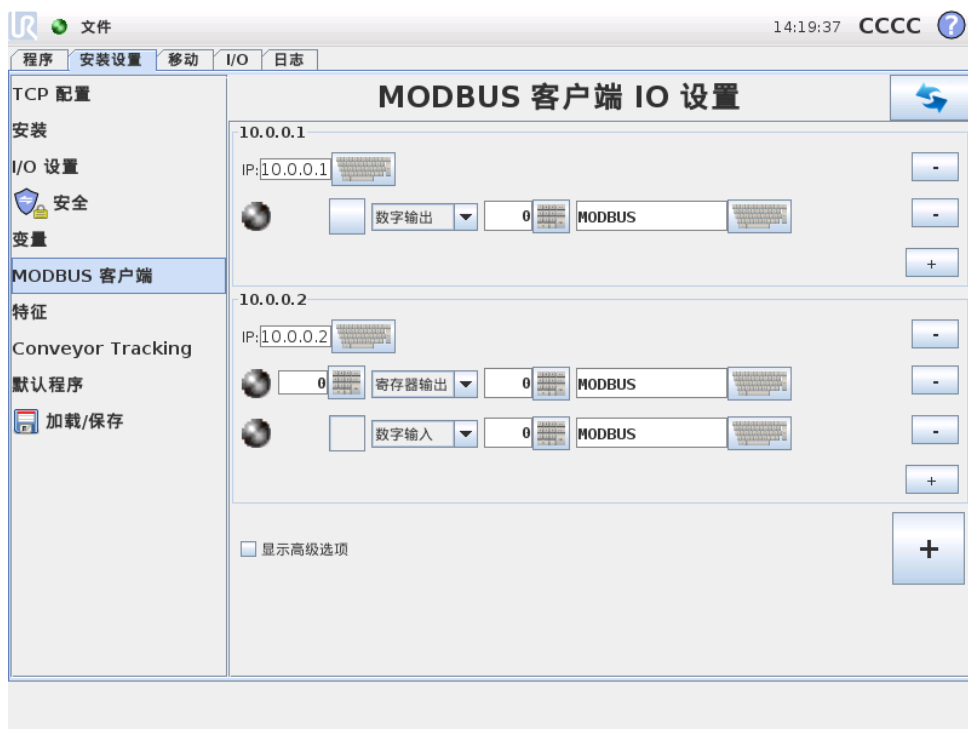 UR 文件 14:19:37 CCCC ?
程序 安装设置 移动 I/O 日志
TCP 配置
安装
I/O 设置
安全
变量
MODBUS 客户端
特征
Conveyor Tracking
默认程序
加载/保存
MODBUS 客户端 IO 设置
10.0.0.1
IP: 10.0.0.1 -
数字输出 0 MODBUS -
+
10.0.0.2
IP: 10.0.0.2 -
0 寄存器输出 0 MODBUS -
数字输入 0 MODBUS -
+
显示高级选项 +